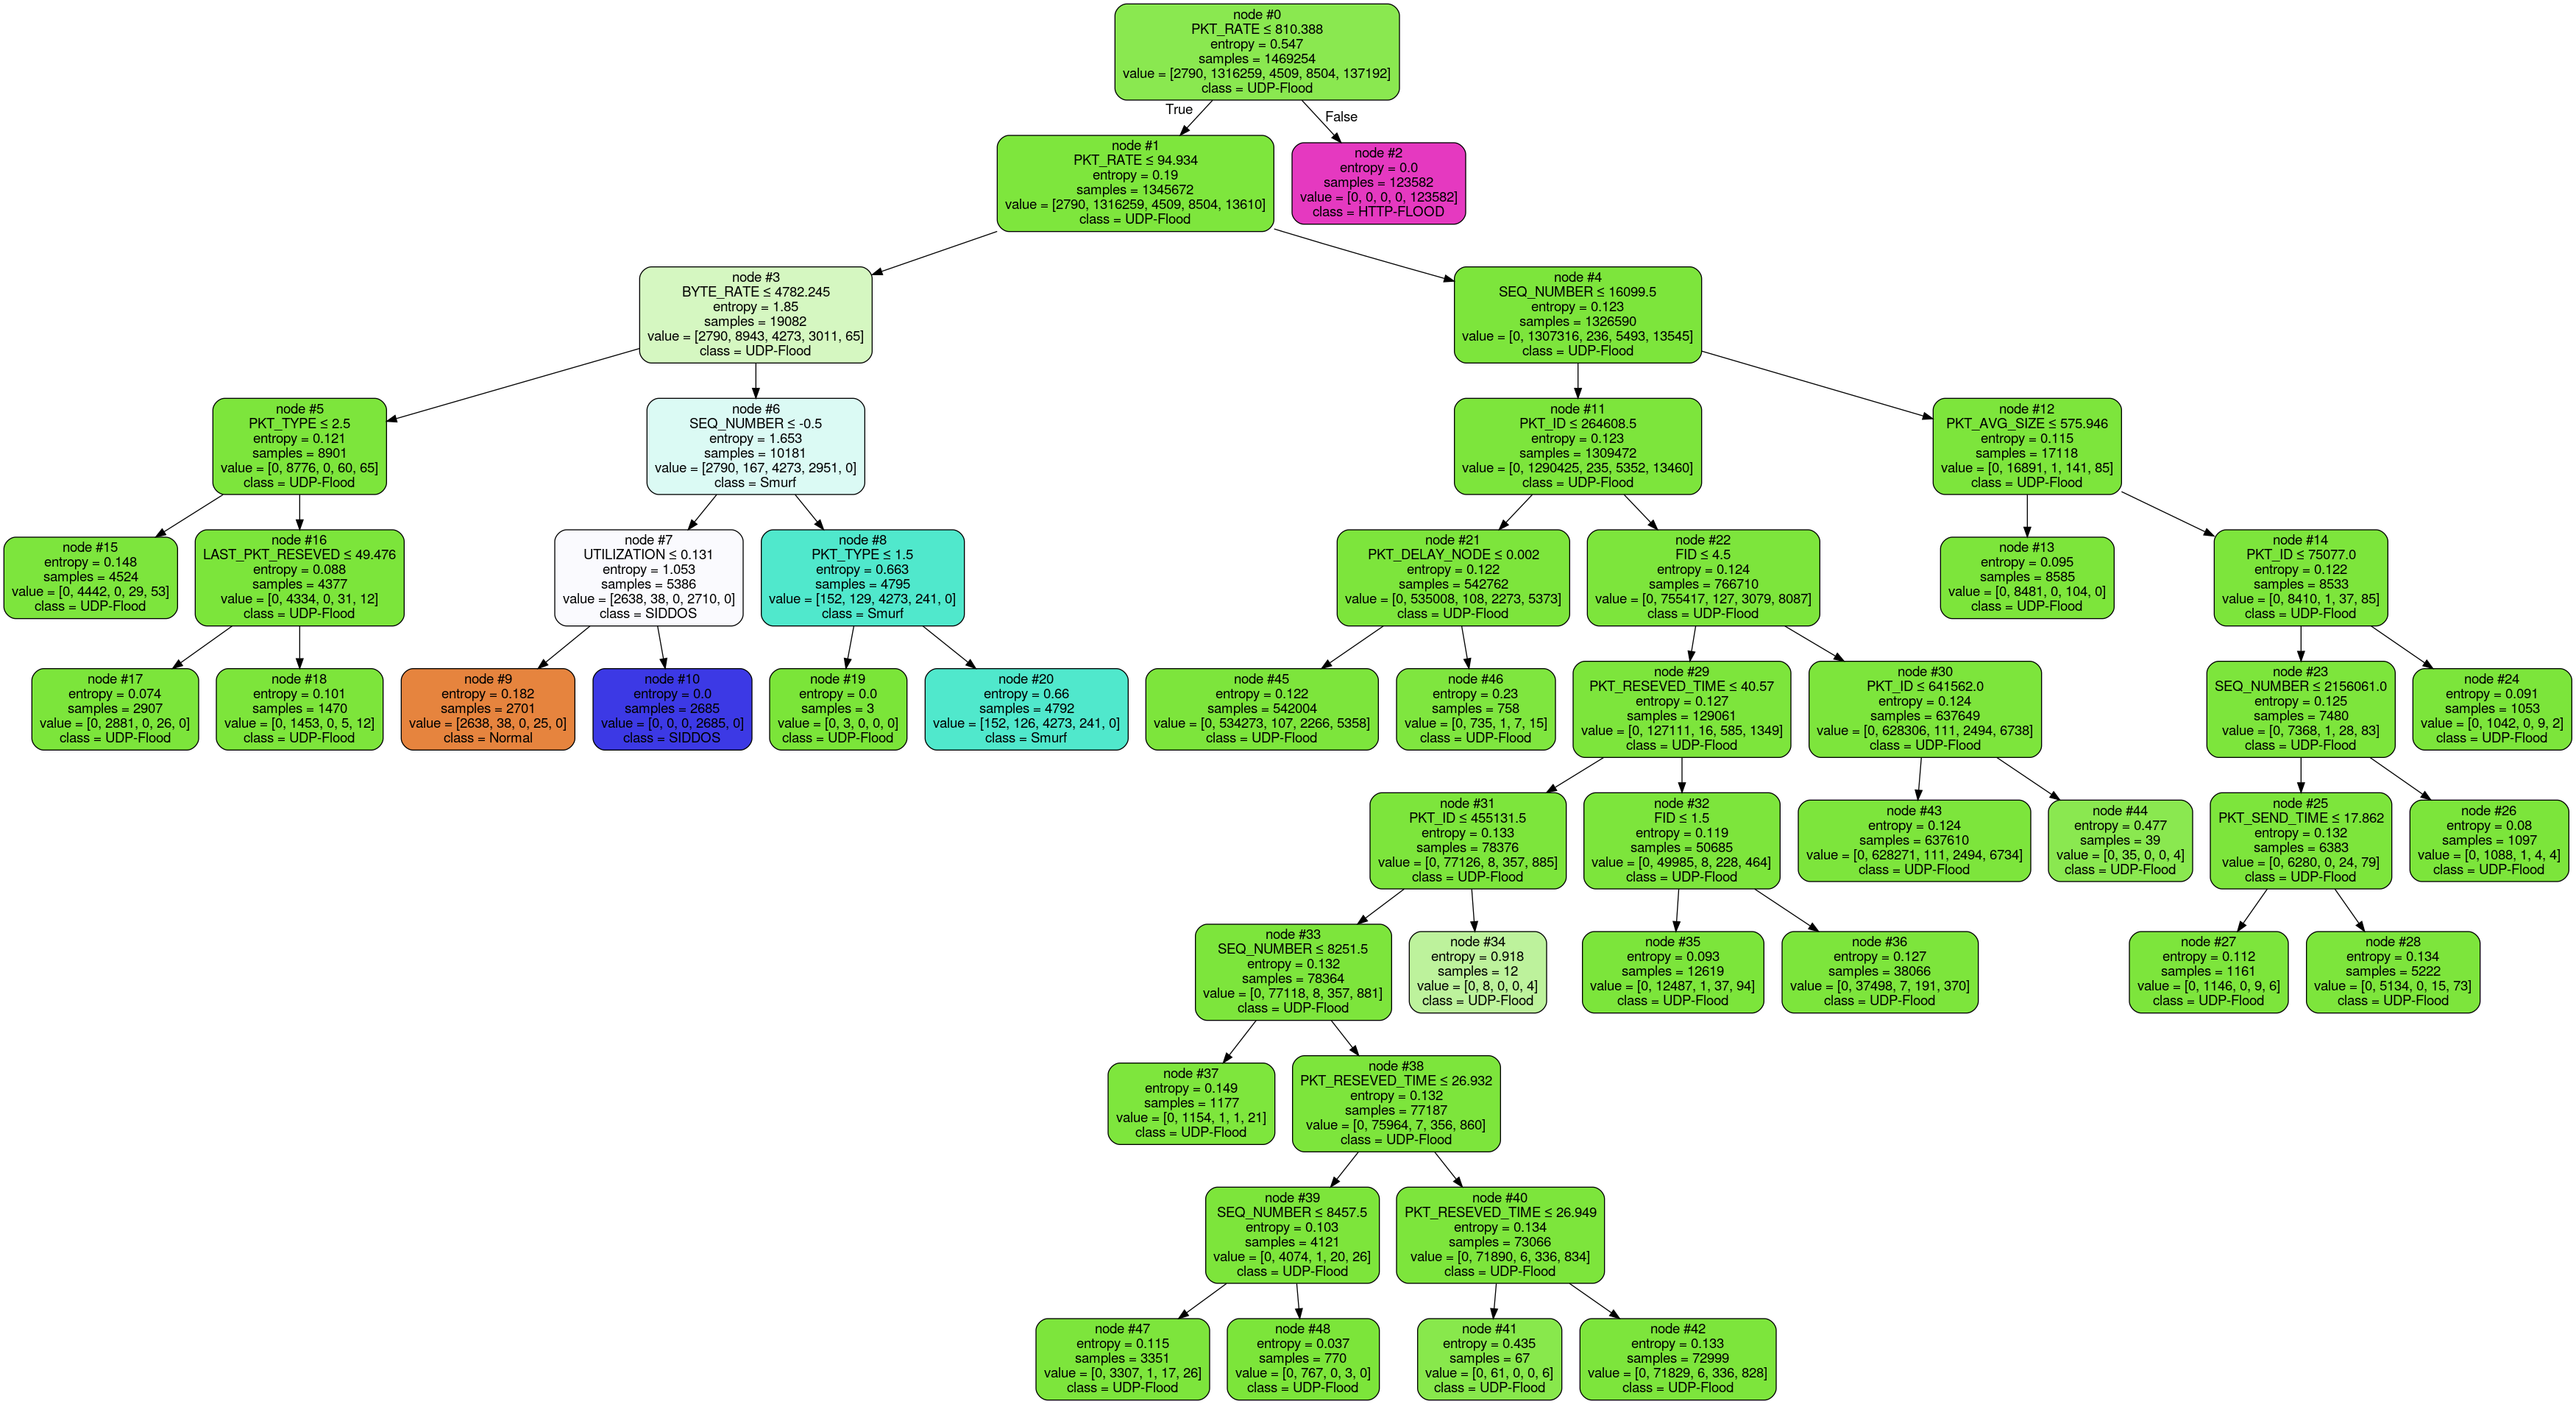 node #0
PKT_RATE ≤ 810.388
entropy = 0.547
samples = 1469254
value = [2790, 1316259, 4509, 8504, 137192]
class = UDP-Flood
True
False
node #1
PKT_RATE ≤ 94.934
entropy = 0.19
samples = 1345672
value = [2790, 1316259, 4509, 8504, 13610]
class = UDP-Flood
node #2
entropy = 0.0
samples = 123582
value = [0, 0, 0, 0, 123582]
class = HTTP-FLOOD
node #3
BYTE_RATE ≤ 4782.245
entropy = 1.85
samples = 19082
value = [2790, 8943, 4273, 3011, 65]
class = UDP-Flood
node #4
SEQ_NUMBER ≤ 16099.5
entropy = 0.123
samples = 1326590
value = [0, 1307316, 236, 5493, 13545]
class = UDP-Flood
node #5
PKT_TYPE ≤ 2.5
entropy = 0.121
samples = 8901
value = [0, 8776, 0, 60, 65]
class = UDP-Flood
node #6
SEQ_NUMBER ≤ -0.5
entropy = 1.653
samples = 10181
value = [2790, 167, 4273, 2951, 0]
class = Smurf
node #11
PKT_ID ≤ 264608.5
entropy = 0.123
samples = 1309472
value = [0, 1290425, 235, 5352, 13460]
class = UDP-Flood
node #12
PKT_AVG_SIZE ≤ 575.946
entropy = 0.115
samples = 17118
value = [0, 16891, 1, 141, 85]
class = UDP-Flood
node #15
entropy = 0.148
samples = 4524
value = [0, 4442, 0, 29, 53]
class = UDP-Flood
node #16
LAST_PKT_RESEVED ≤ 49.476
entropy = 0.088
samples = 4377
value = [0, 4334, 0, 31, 12]
class = UDP-Flood
node #7
UTILIZATION ≤ 0.131
entropy = 1.053
samples = 5386
value = [2638, 38, 0, 2710, 0]
class = SIDDOS
node #8
PKT_TYPE ≤ 1.5
entropy = 0.663
samples = 4795
value = [152, 129, 4273, 241, 0]
class = Smurf
node #21
PKT_DELAY_NODE ≤ 0.002
entropy = 0.122
samples = 542762
value = [0, 535008, 108, 2273, 5373]
class = UDP-Flood
node #22
FID ≤ 4.5
entropy = 0.124
samples = 766710
value = [0, 755417, 127, 3079, 8087]
class = UDP-Flood
node #13
entropy = 0.095
samples = 8585
value = [0, 8481, 0, 104, 0]
class = UDP-Flood
node #14
PKT_ID ≤ 75077.0
entropy = 0.122
samples = 8533
value = [0, 8410, 1, 37, 85]
class = UDP-Flood
node #17
entropy = 0.074
samples = 2907
value = [0, 2881, 0, 26, 0]
class = UDP-Flood
node #18
entropy = 0.101
samples = 1470
value = [0, 1453, 0, 5, 12]
class = UDP-Flood
node #9
entropy = 0.182
samples = 2701
value = [2638, 38, 0, 25, 0]
class = Normal
node #10
entropy = 0.0
samples = 2685
value = [0, 0, 0, 2685, 0]
class = SIDDOS
node #19
entropy = 0.0
samples = 3
value = [0, 3, 0, 0, 0]
class = UDP-Flood
node #20
entropy = 0.66
samples = 4792
value = [152, 126, 4273, 241, 0]
class = Smurf
node #45
entropy = 0.122
samples = 542004
value = [0, 534273, 107, 2266, 5358]
class = UDP-Flood
node #46
entropy = 0.23
samples = 758
value = [0, 735, 1, 7, 15]
class = UDP-Flood
node #29
PKT_RESEVED_TIME ≤ 40.57
entropy = 0.127
samples = 129061
value = [0, 127111, 16, 585, 1349]
class = UDP-Flood
node #30
PKT_ID ≤ 641562.0
entropy = 0.124
samples = 637649
value = [0, 628306, 111, 2494, 6738]
class = UDP-Flood
node #23
SEQ_NUMBER ≤ 2156061.0
entropy = 0.125
samples = 7480
value = [0, 7368, 1, 28, 83]
class = UDP-Flood
node #24
entropy = 0.091
samples = 1053
value = [0, 1042, 0, 9, 2]
class = UDP-Flood
node #31
PKT_ID ≤ 455131.5
entropy = 0.133
samples = 78376
value = [0, 77126, 8, 357, 885]
class = UDP-Flood
node #32
FID ≤ 1.5
entropy = 0.119
samples = 50685
value = [0, 49985, 8, 228, 464]
class = UDP-Flood
node #43
entropy = 0.124
samples = 637610
value = [0, 628271, 111, 2494, 6734]
class = UDP-Flood
node #44
entropy = 0.477
samples = 39
value = [0, 35, 0, 0, 4]
class = UDP-Flood
node #25
PKT_SEND_TIME ≤ 17.862
entropy = 0.132
samples = 6383
value = [0, 6280, 0, 24, 79]
class = UDP-Flood
node #26
entropy = 0.08
samples = 1097
value = [0, 1088, 1, 4, 4]
class = UDP-Flood
node #33
SEQ_NUMBER ≤ 8251.5
entropy = 0.132
samples = 78364
value = [0, 77118, 8, 357, 881]
class = UDP-Flood
node #34
entropy = 0.918
samples = 12
value = [0, 8, 0, 0, 4]
class = UDP-Flood
node #35
entropy = 0.093
samples = 12619
value = [0, 12487, 1, 37, 94]
class = UDP-Flood
node #36
entropy = 0.127
samples = 38066
value = [0, 37498, 7, 191, 370]
class = UDP-Flood
node #27
entropy = 0.112
samples = 1161
value = [0, 1146, 0, 9, 6]
class = UDP-Flood
node #28
entropy = 0.134
samples = 5222
value = [0, 5134, 0, 15, 73]
class = UDP-Flood
node #37
entropy = 0.149
samples = 1177
value = [0, 1154, 1, 1, 21]
class = UDP-Flood
node #38
PKT_RESEVED_TIME ≤ 26.932
entropy = 0.132
samples = 77187
value = [0, 75964, 7, 356, 860]
class = UDP-Flood
node #39
SEQ_NUMBER ≤ 8457.5
entropy = 0.103
samples = 4121
value = [0, 4074, 1, 20, 26]
class = UDP-Flood
node #40
PKT_RESEVED_TIME ≤ 26.949
entropy = 0.134
samples = 73066
value = [0, 71890, 6, 336, 834]
class = UDP-Flood
node #47
entropy = 0.115
samples = 3351
value = [0, 3307, 1, 17, 26]
class = UDP-Flood
node #48
entropy = 0.037
samples = 770
value = [0, 767, 0, 3, 0]
class = UDP-Flood
node #41
entropy = 0.435
samples = 67
value = [0, 61, 0, 0, 6]
class = UDP-Flood
node #42
entropy = 0.133
samples = 72999
value = [0, 71829, 6, 336, 828]
class = UDP-Flood